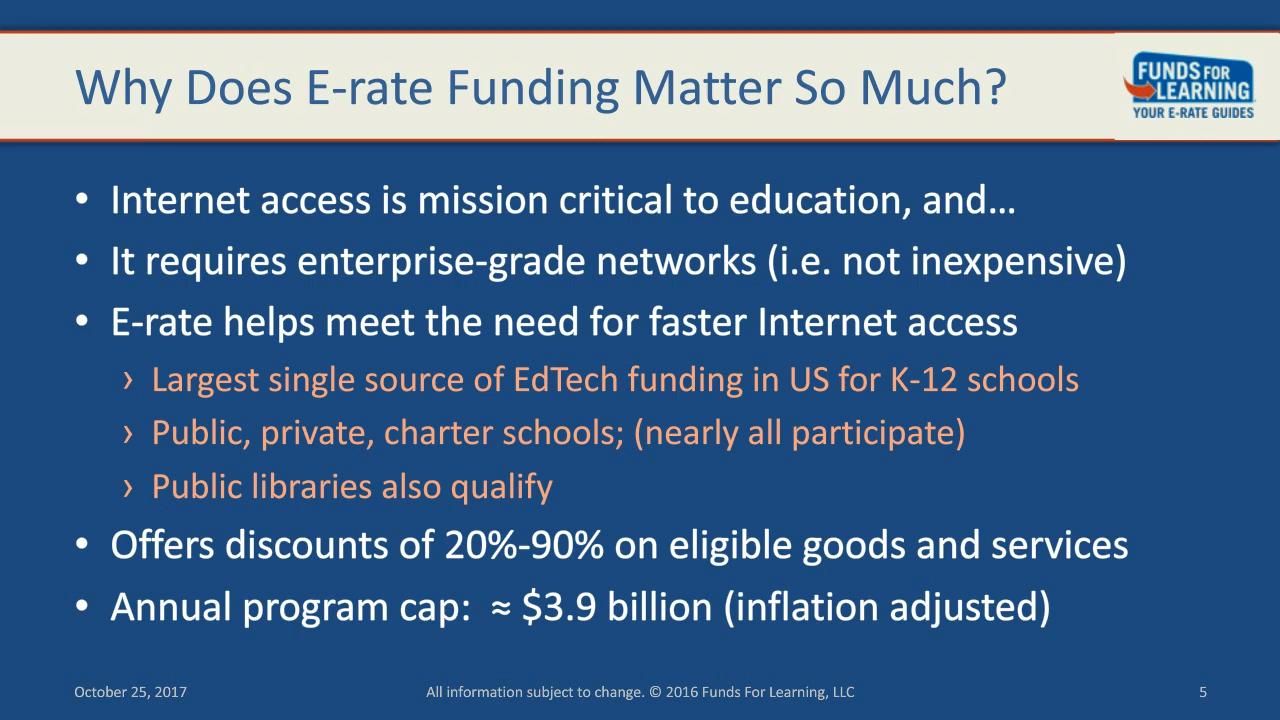 Why Does E-rate Funding Matter So Much?
FUNDS FOR
LEARNING
YOUR E-RATE GUIDES
• Internet access is mission critical to education, and…
• It requires enterprise-grade networks (i.e. not inexpensive)
• E-rate helps meet the need for faster Internet access
› Largest single source of EdTech funding in US for K-12 schools
› Public, private, charter schools; (nearly all participate)
› Public libraries also qualify
• Offers discounts of 20%-90% on eligible goods and services
• Annual program cap:  ≈ $3.9 billion (inflation adjusted)
October 25, 2017
All information subject to change. © 2016 Funds For Learning, LLC
5